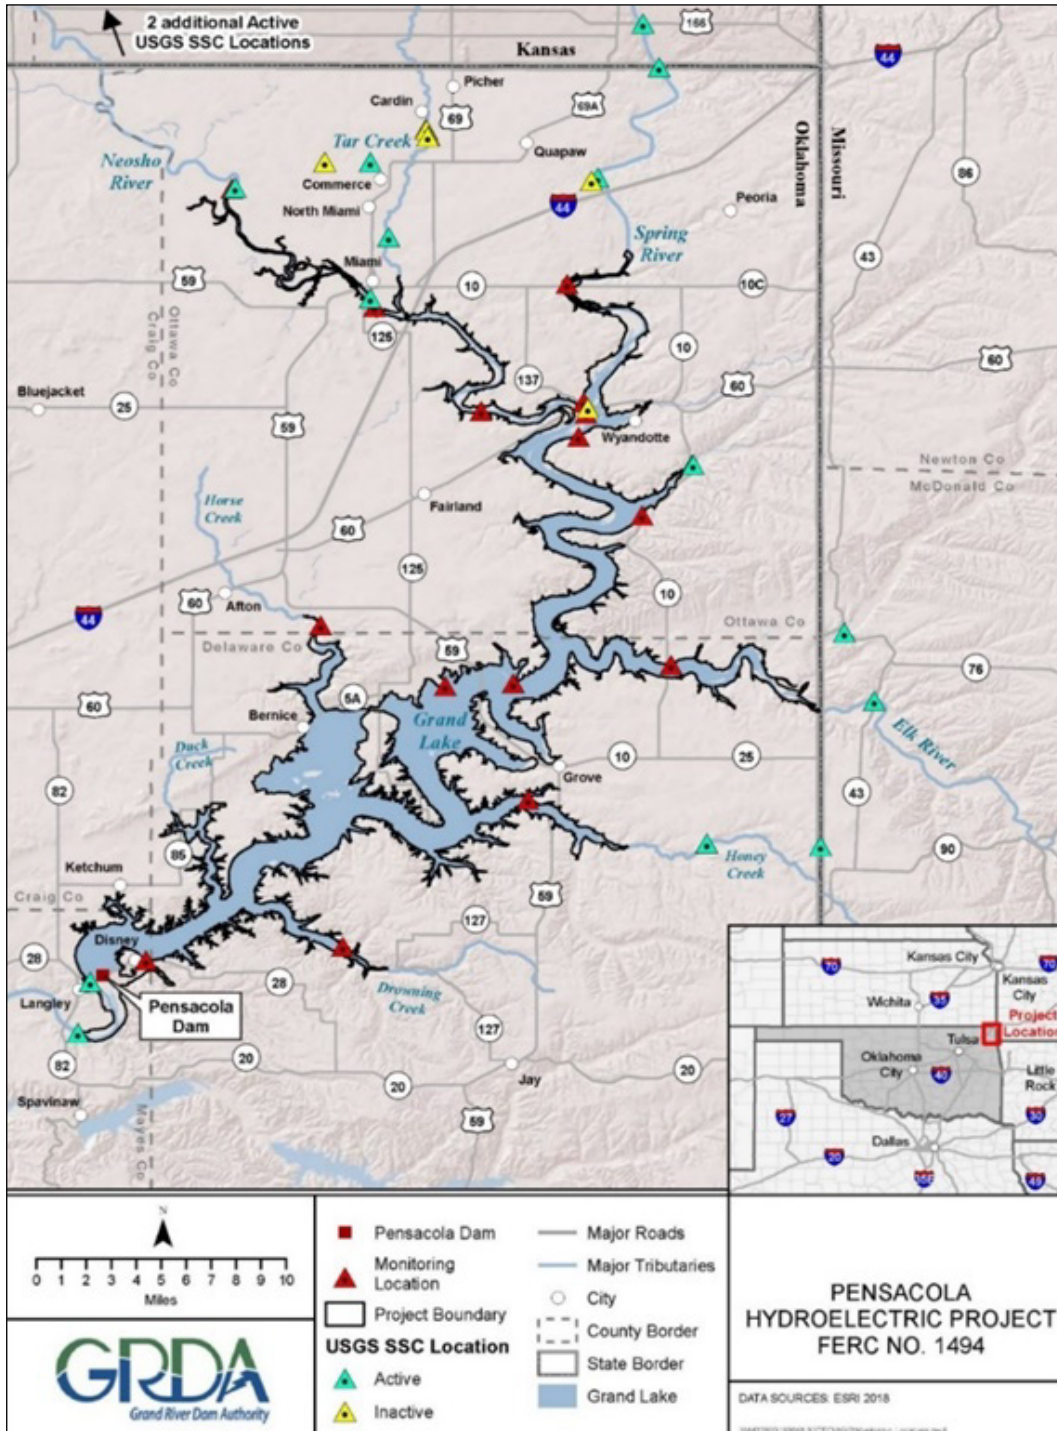 2 additional Active
USGS SSC Locations
166
Kansas
44
Picher
Cardin
69
69A
Tar Creek
Quapaw
Oklahoma
Missouri
Neosho
River
Commerce
86
North Miami
44
Peoria
Spring
River
43
Miami
59
10
10C
Ottawa Co
Craig Co
125
10
60
137
60
Bluejacket
25
59
Wyandotte
Newton Co
McDonald Co
Horse
Creek
Fairland
60
125
10
60
Afton
44
Ottawa Co
Delaware Co
59
76
5A
60
Bernice
Grand
Lake
Elk River
Duck
Creek
10
25
Grove
82
43
85
90
Honey
Creek
Ketchum
59
Craig Co
127
Disney
28
28
Drowning
Creek
Langley
Pensacola
Dam
127
82
20
20
Jay
20
Spavinaw
59
Mayes Co
70
Kansas City
70
Kansas
City
Wichita
35
Project
Location
Tulsa
Oklahoma
City
40
Little
Rock
27
30
Dallas
20
49
N
0 1 2 3 4 5 6 7 8 9 10
Miles
GRDA
Grand River Dam Authority
Pensacola Dam
Monitoring
Location
Project Boundary
USGS SSC Location
Active
Inactive
Major Roads
Major Tributaries
City
County Border
State Border
Grand Lake
PENSACOLA
HYDROELECTRIC PROJECT
FERC NO. 1494
DATA SOURCES: ESRI 2018